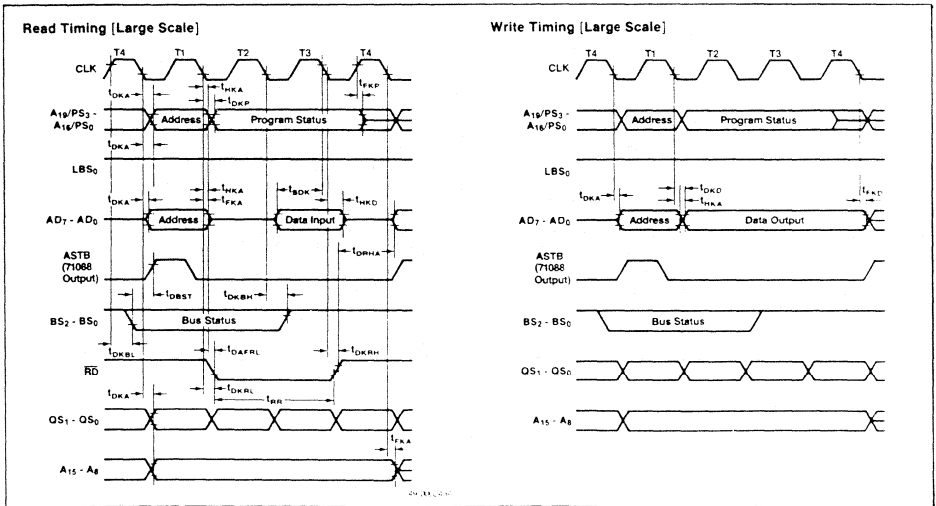 Read Timing [Large Scale]
T4 T1 T2 T3 T4
CLK
tDKA
tHKA
tDKP
tFKP
A19/PS3 -
A16/PS0
Address
Program Status
tDKA
LBS0
tDKA
tHKA
tFKA
tSDK
tHKD
AD7 - AD0
Address
Data Input
tDRHA
ASTB
(71088
Output)
tDBST
tDKBH
BS2 - BS0
Bus Status
tDKBL
tDAFRL
tDKRH
RD
tDKA
tDKRL
tRR
QS1 - QS0
tFKA
A15 - A8
Write Timing [Large Scale]
T4 T1 T2 T3 T4
CLK
A19/PS3 -
A16/PS0
Address
Program Status
LBS0
tDKA
tDKD
tHKA
tFKD
AD7 - AD0
Address
Data Output
ASTB
(71088
Output)
BS2 - BS0
Bus Status
QS1 - QS0
A15 - A8